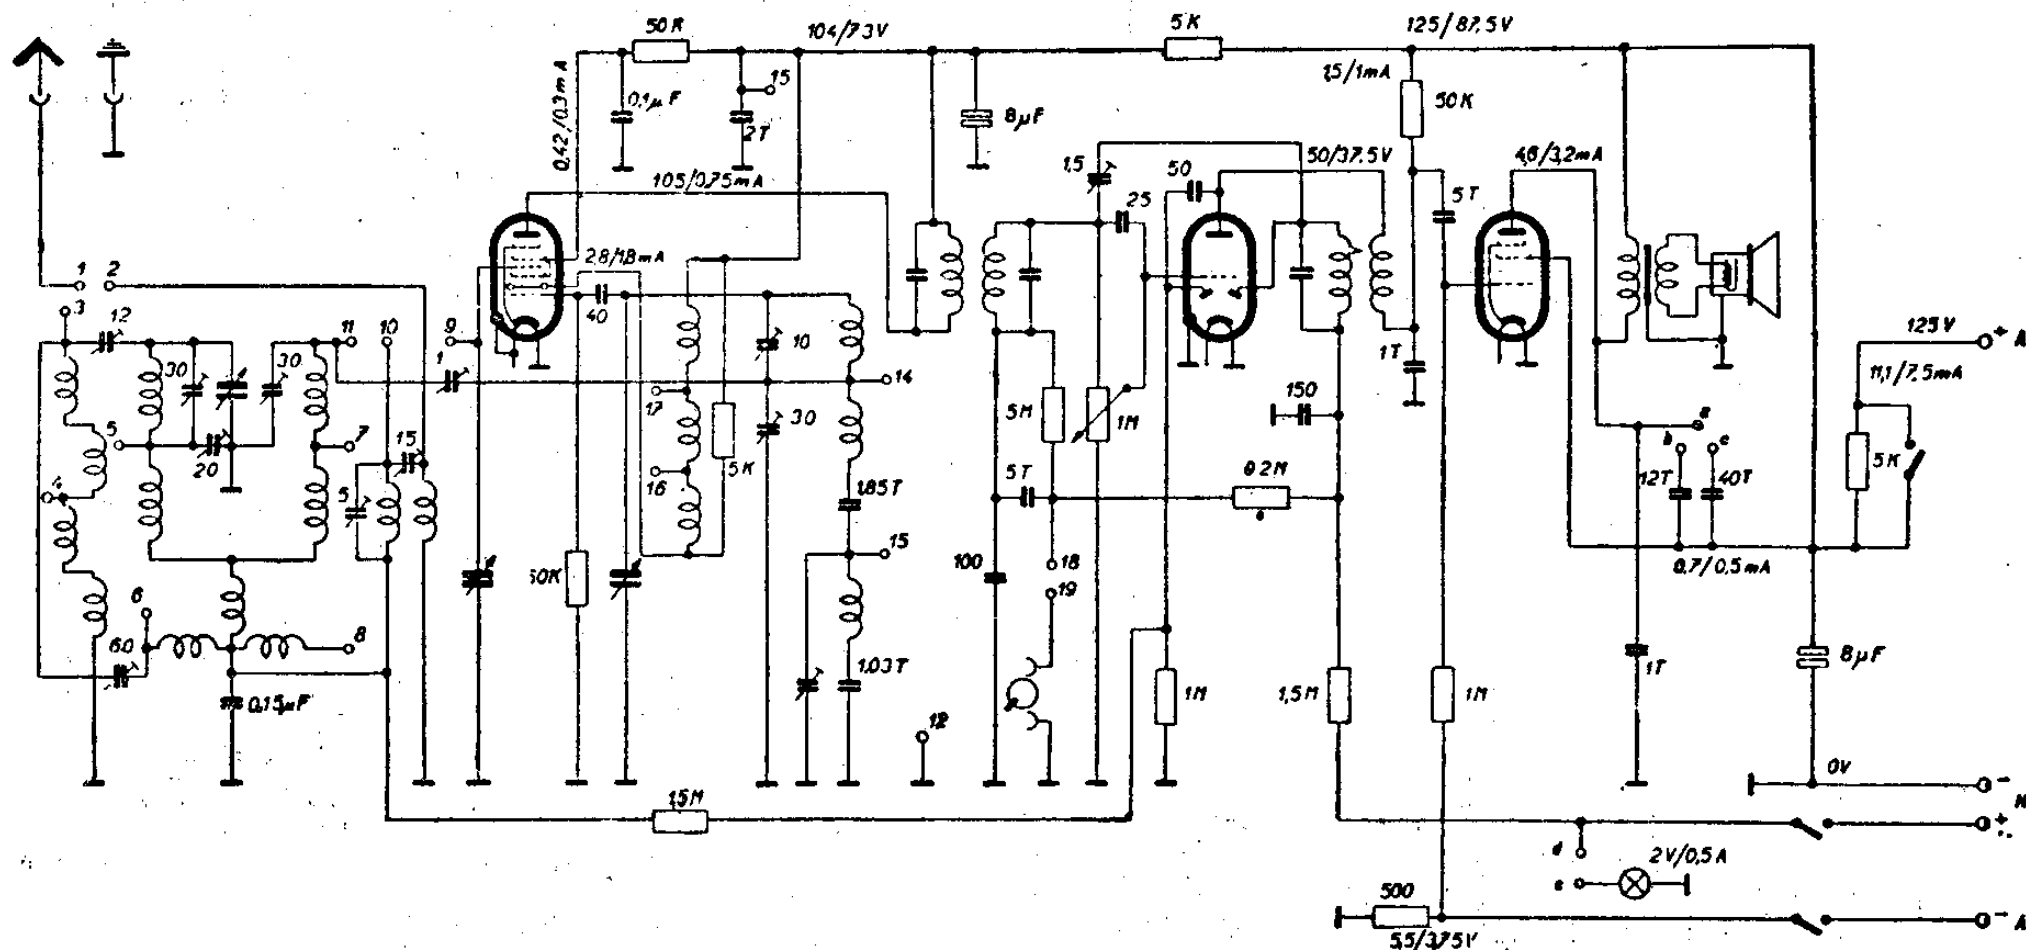 50K
104/73V
5K
125/87.5V
0,42/0,3mA
0,1µF
15
2T
8µF
1,5/1mA
50K
105/0,75mA
1,5
25
50
50/37.5V
4,6/3,2mA
5T
2,8/1,8mA
40
1
2
3
12
30
30
11
10
9
1
10
14
1T
125V
+ A
11,1/7,5mA
5
20
7
15
5
4
17
30
5K
16
1,85T
15
5M
1M
150
5T
0,2M
a
b
c
12T
40T
5K
0,7/0,5mA
50K
100
18
19
6
60
8
0,15µF
1,03T
12
1M
1,5M
1M
1T
8µF
0V
-
H
+
1,5M
d
e
2V/0,5A
500
5,5/3,75V
- A